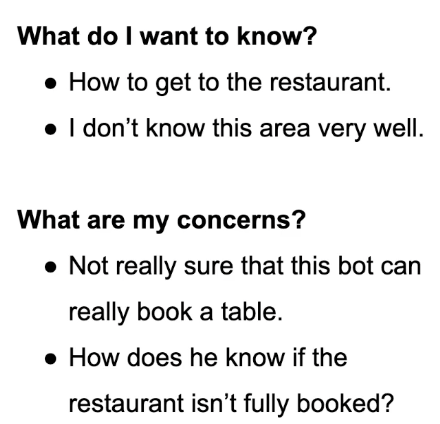 What do I want to know?
● How to get to the restaurant.
● I don’t know this area very well.
What are my concerns?
● Not really sure that this bot can
really book a table.
● How does he know if the
restaurant isn’t fully booked?